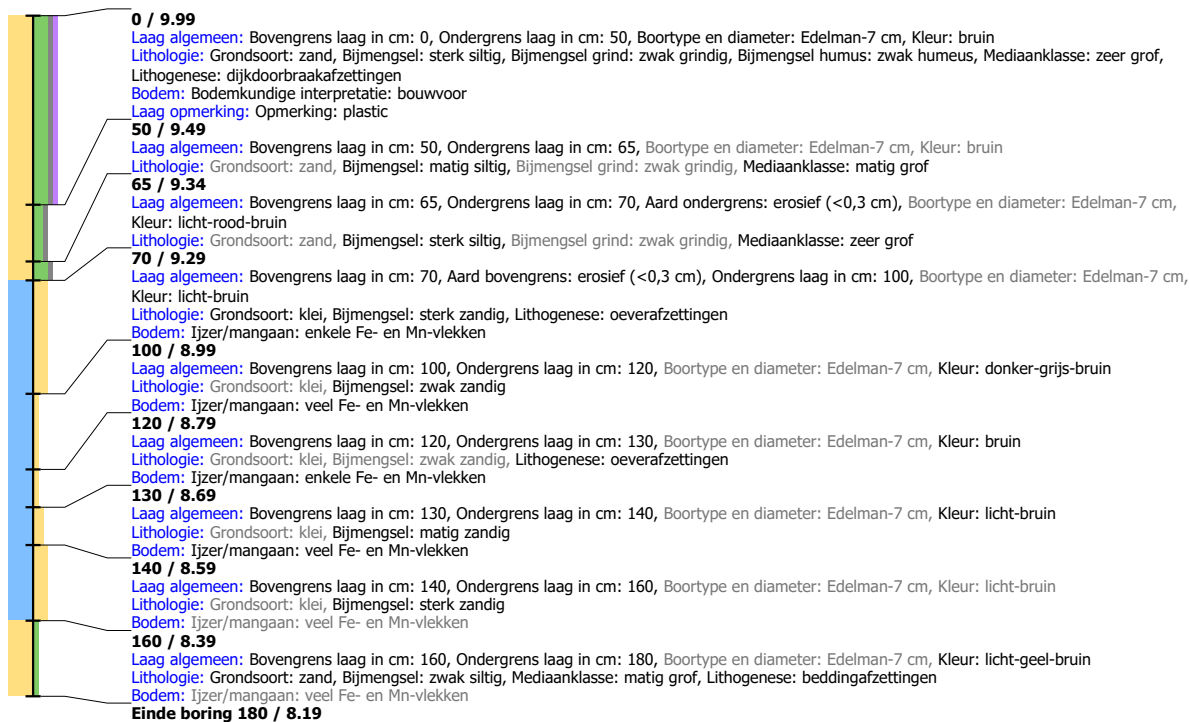 0 / 9.99
Laag algemeen: Bovengrens laag in cm: 0, Ondergrens laag in cm: 50, Boortype en diameter: Edelman-7 cm, Kleur: bruin
Lithologie: Grondsoort: zand, Bijmengsel: sterk siltig, Bijmengsel grind: zwak grindig, Bijmengsel humus: zwak humeus, Mediaanklasse: zeer grof,
Lithogenese: dijkdoorbraakafzettingen
Bodem: Bodemkundige interpretatie: bouwvoor
Laag opmerking: Opmerking: plastic
50 / 9.49
Laag algemeen: Bovengrens laag in cm: 50, Ondergrens laag in cm: 65, Boortype en diameter: Edelman-7 cm, Kleur: bruin
Lithologie: Grondsoort: zand, Bijmengsel: matig siltig, Bijmengsel grind: zwak grindig, Mediaanklasse: matig grof
65 / 9.34
Laag algemeen: Bovengrens laag in cm: 65, Ondergrens laag in cm: 70, Aard ondergrens: erosief (<0,3 cm), Boortype en diameter: Edelman-7 cm,
Kleur: licht-rood-bruin
Lithologie: Grondsoort: zand, Bijmengsel: sterk siltig, Bijmengsel grind: zwak grindig, Mediaanklasse: zeer grof
70 / 9.29
Laag algemeen: Bovengrens laag in cm: 70, Aard bovengrens: erosief (<0,3 cm), Ondergrens laag in cm: 100, Boortype en diameter: Edelman-7 cm,
Kleur: licht-bruin
Lithologie: Grondsoort: klei, Bijmengsel: sterk zandig, Lithogenese: oeverafzettingen
Bodem: Ijzer/mangaan: enkele Fe- en Mn-vlekken
100 / 8.99
Laag algemeen: Bovengrens laag in cm: 100, Ondergrens laag in cm: 120, Boortype en diameter: Edelman-7 cm, Kleur: donker-grijs-bruin
Lithologie: Grondsoort: klei, Bijmengsel: zwak zandig
Bodem: Ijzer/mangaan: veel Fe- en Mn-vlekken
120 / 8.79
Laag algemeen: Bovengrens laag in cm: 120, Ondergrens laag in cm: 130, Boortype en diameter: Edelman-7 cm, Kleur: bruin
Lithologie: Grondsoort: klei, Bijmengsel: zwak zandig, Lithogenese: oeverafzettingen
Bodem: Ijzer/mangaan: enkele Fe- en Mn-vlekken
130 / 8.69
Laag algemeen: Bovengrens laag in cm: 130, Ondergrens laag in cm: 140, Boortype en diameter: Edelman-7 cm, Kleur: licht-bruin
Lithologie: Grondsoort: klei, Bijmengsel: matig zandig
Bodem: Ijzer/mangaan: veel Fe- en Mn-vlekken
140 / 8.59
Laag algemeen: Bovengrens laag in cm: 140, Ondergrens laag in cm: 160, Boortype en diameter: Edelman-7 cm, Kleur: licht-bruin
Lithologie: Grondsoort: klei, Bijmengsel: sterk zandig
Bodem: Ijzer/mangaan: veel Fe- en Mn-vlekken
160 / 8.39
Laag algemeen: Bovengrens laag in cm: 160, Ondergrens laag in cm: 180, Boortype en diameter: Edelman-7 cm, Kleur: licht-geel-bruin
Lithologie: Grondsoort: zand, Bijmengsel: zwak siltig, Mediaanklasse: matig grof, Lithogenese: beddingafzettingen
Bodem: Ijzer/mangaan: veel Fe- en Mn-vlekken
Einde boring 180 / 8.19